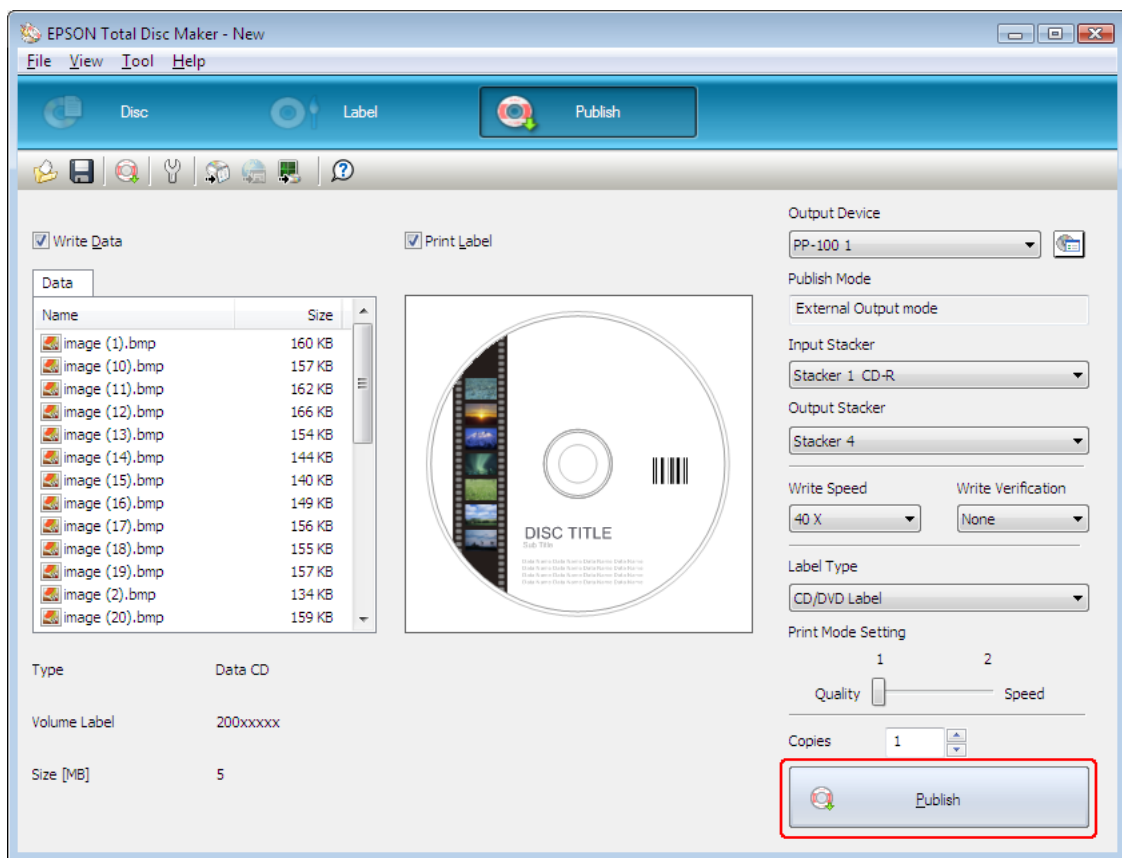 EPSON Total Disc Maker - New
File View Tool Help
Disc Label Publish
Output Device
Write Data Print Label
PP-100 1
Data
Publish Mode
Name Size
External Output mode
image (1).bmp 160 KB
image (10).bmp 157 KB
image (11).bmp 162 KB
image (12).bmp 166 KB
image (13).bmp 154 KB
image (14).bmp 144 KB
image (15).bmp 140 KB
image (16).bmp 149 KB
image (17).bmp 156 KB
image (18).bmp 155 KB
image (19).bmp 157 KB
image (2).bmp 134 KB
image (20).bmp 159 KB
DISC TITLE
Sub Title
Input Stacker
Stacker 1 CD-R
Output Stacker
Stacker 4
Write Speed Write Verification
40 X None
Label Type
CD/DVD Label
Print Mode Setting
1 2
Quality Speed
Type Data CD
Volume Label 200xxxxx
Size [MB] 5
Copies 1
Publish